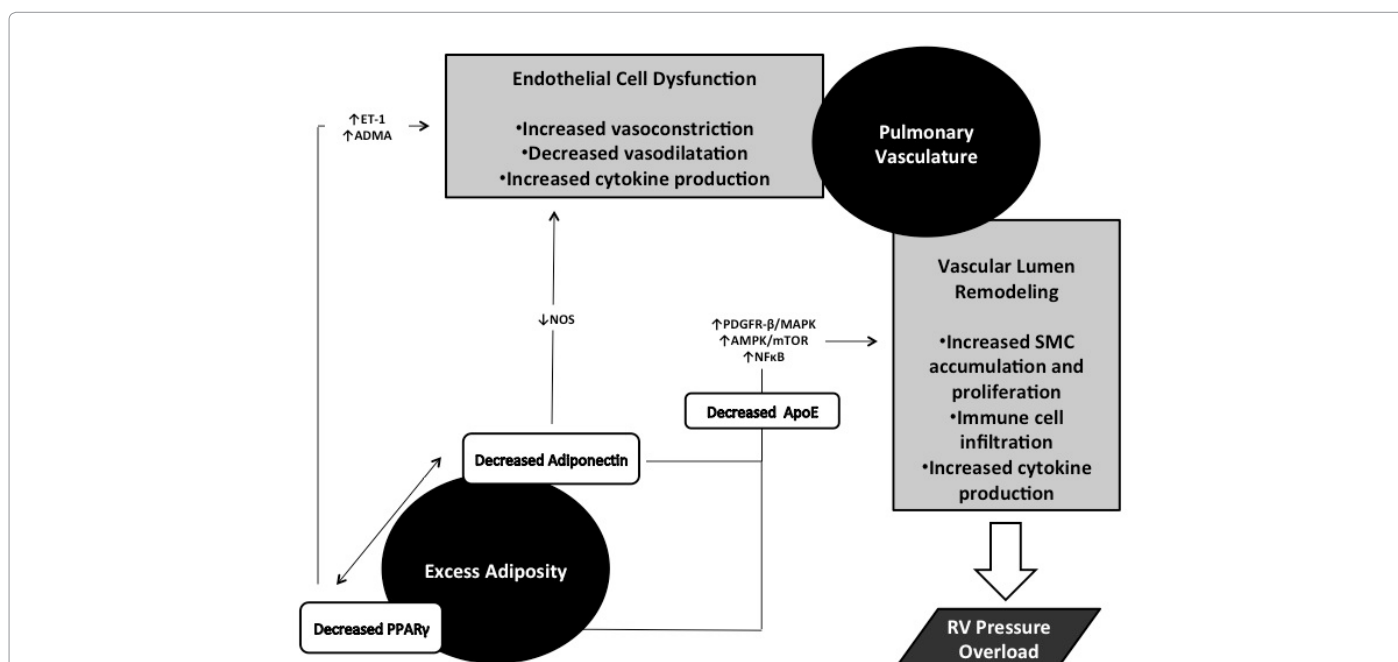 Endothelial Cell Dysfunction
•Increased vasoconstriction
•Decreased vasodilatation
•Increased cytokine production
Pulmonary
Vasculature
↑ET-1
↑ADMA
Vascular Lumen
Remodeling
•Increased SMC
accumulation and
proliferation
•Immune cell
infiltration
•Increased cytokine
production
↓NOS
↑PDGFR-β/MAPK
↑AMPK/mTOR
↑NFκB
Decreased ApoE
Decreased Adiponectin
Excess Adiposity
Decreased PPARγ
RV Pressure
Overload